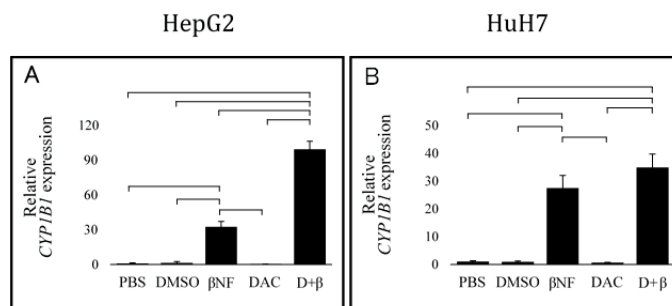 HepG2
HuH7
A
Relative
CYP1B1 expression
120
90
60
30
0
PBS DMSO βNF DAC D+β
B
Relative
CYP1B1 expression
50
40
30
20
10
0
PBS DMSO βNF DAC D+β